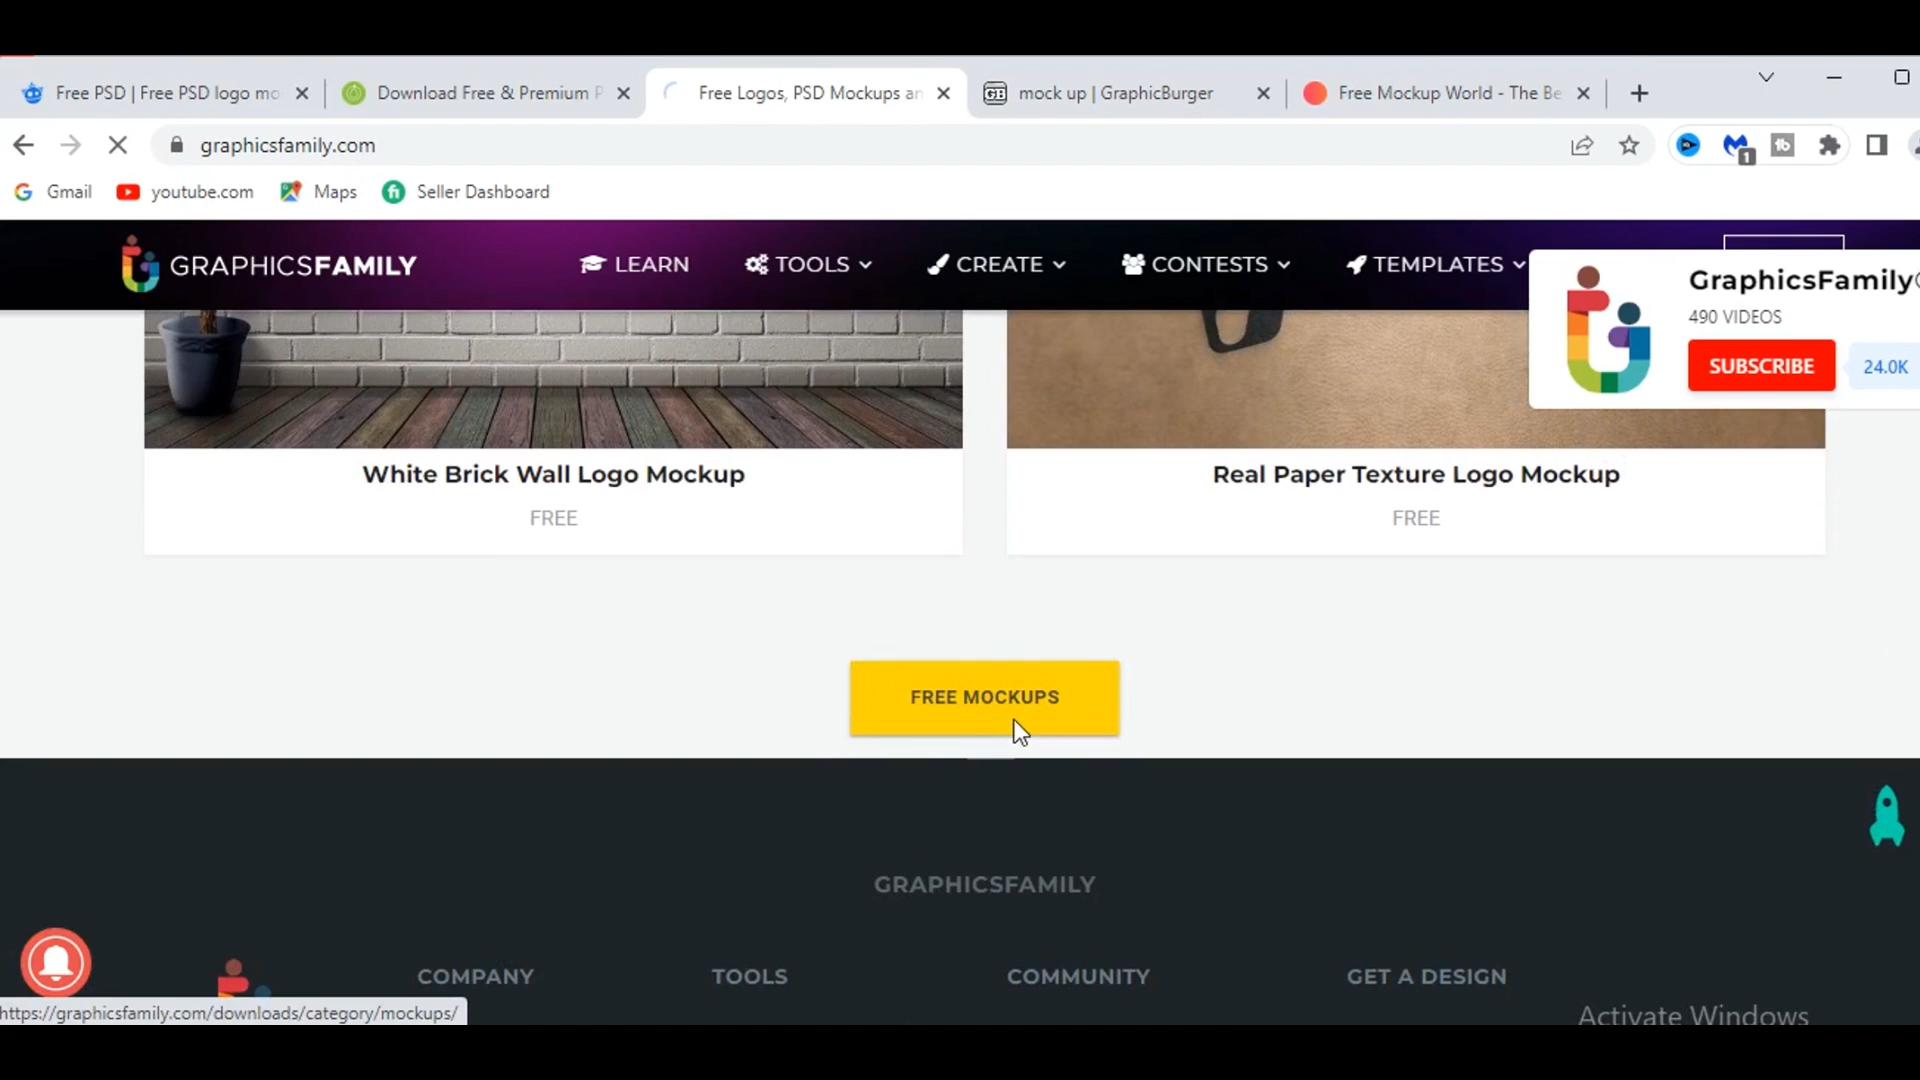 Free PSD | Free PSD logo mo
Download Free & Premium P
Free Logos, PSD Mockups an
mock up | GraphicBurger
Free Mockup World - The Be
graphicsfamily.com
1
Gmail
youtube.com
Maps
Seller Dashboard
GRAPHICSFAMILY
LEARN
TOOLS
CREATE
CONTESTS
TEMPLATES
GraphicsFamily
490 VIDEOS
SUBSCRIBE
24.0K
White Brick Wall Logo Mockup
FREE
Real Paper Texture Logo Mockup
FREE
FREE MOCKUPS
GRAPHICSFAMILY
COMPANY
TOOLS
COMMUNITY
GET A DESIGN
https://graphicsfamily.com/downloads/category/mockups/
Activate Windows